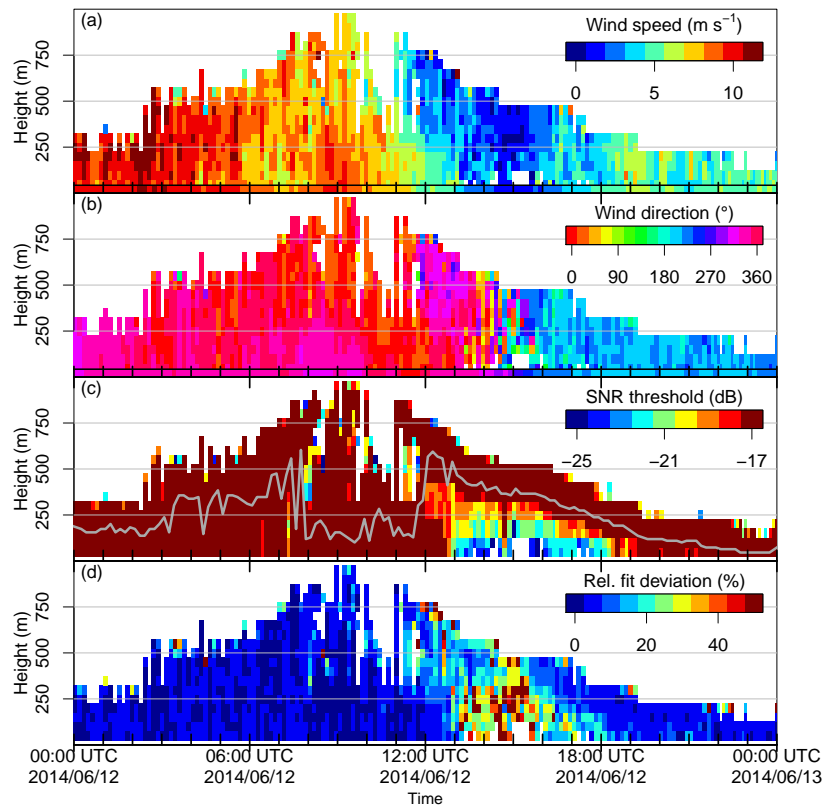 (a)
Wind speed (m s⁻¹)
0 5 10
Height (m)
250 500 750
(b)
Wind direction (°)
0 90 180 270 360
Height (m)
250 500 750
(c)
SNR threshold (dB)
−25 −21 −17
Height (m)
250 500 750
(d)
Rel. fit deviation (%)
0 20 40
Height (m)
250 500 750
00:00 UTC 06:00 UTC 12:00 UTC 18:00 UTC 00:00 UTC
2014/06/12 2014/06/12 2014/06/12 2014/06/12 2014/06/13
Time